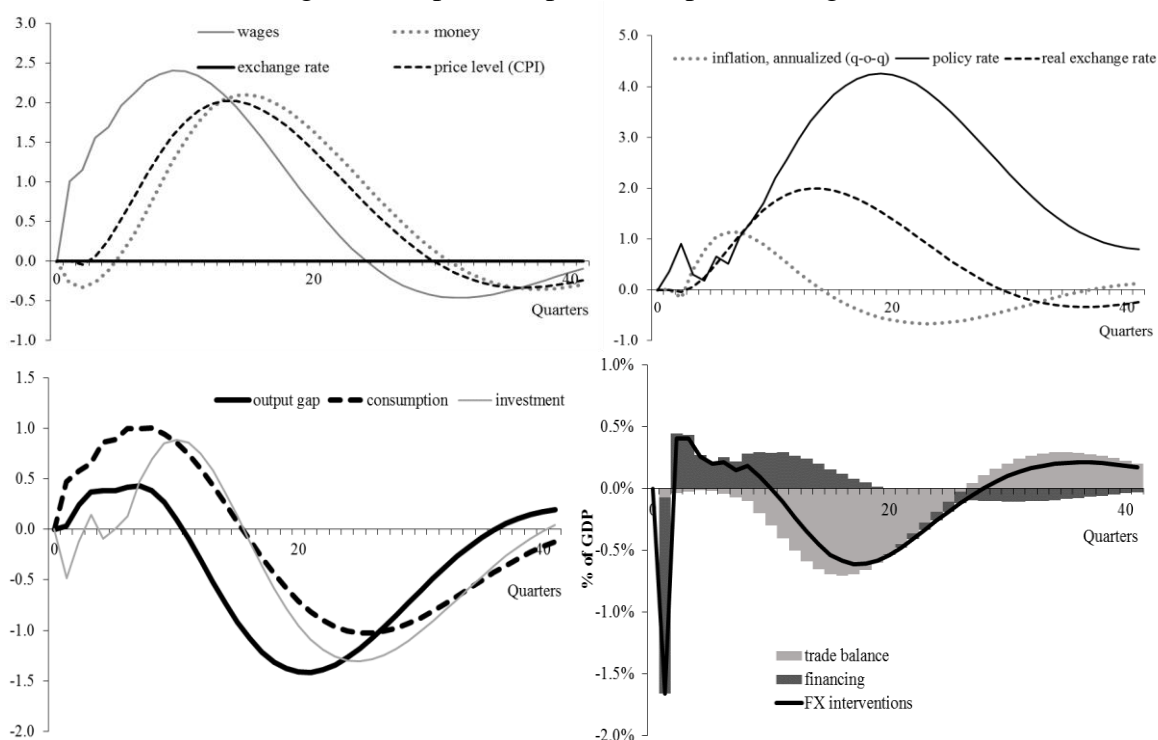 3.0
wages money
2.5
exchange rate price level (CPI)
2.0
1.5
1.0
0.5
0.0
0 20 40
-0.5
Quarters
-1.0
5.0
inflation, annualized (q-o-q) policy rate real exchange rate
4.0
3.0
2.0
1.0
0.0
0 20 40
Quarters
-1.0
1.5
output gap consumption investment
1.0
0.5
0.0
0 20 40
-0.5
Quarters
-1.0
-1.5
-2.0
% of GDP
1.0%
0.5%
0.0%
0 20 40
Quarters
-0.5%
-1.0%
trade balance
-1.5%
financing
FX interventions
-2.0%